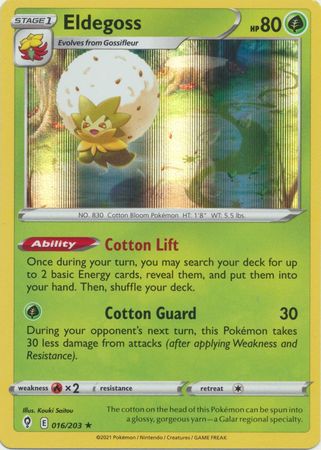 STAGE 1 Eldegoss HP 80
Evolves from Gossifleur
NO. 830 Cotton Bloom Pokémon HT: 1'8" WT: 5.5 lbs.
Ability Cotton Lift
Once during your turn, you may search your deck for
up to 2 basic Energy cards, reveal them, and put them
into your hand. Then, shuffle your deck.
Cotton Guard 30
During your opponent's next turn, this Pokémon takes
30 less damage from attacks (after applying Weakness and
Resistance).
weakness ×2 resistance retreat
Illus. Kouki Saitou
E 016/203 ★
The cotton on the head of this Pokémon can be spun into
a glossy, gorgeous yarn—a Galar regional specialty.
©2021 Pokémon / Nintendo / Creatures / GAME FREAK